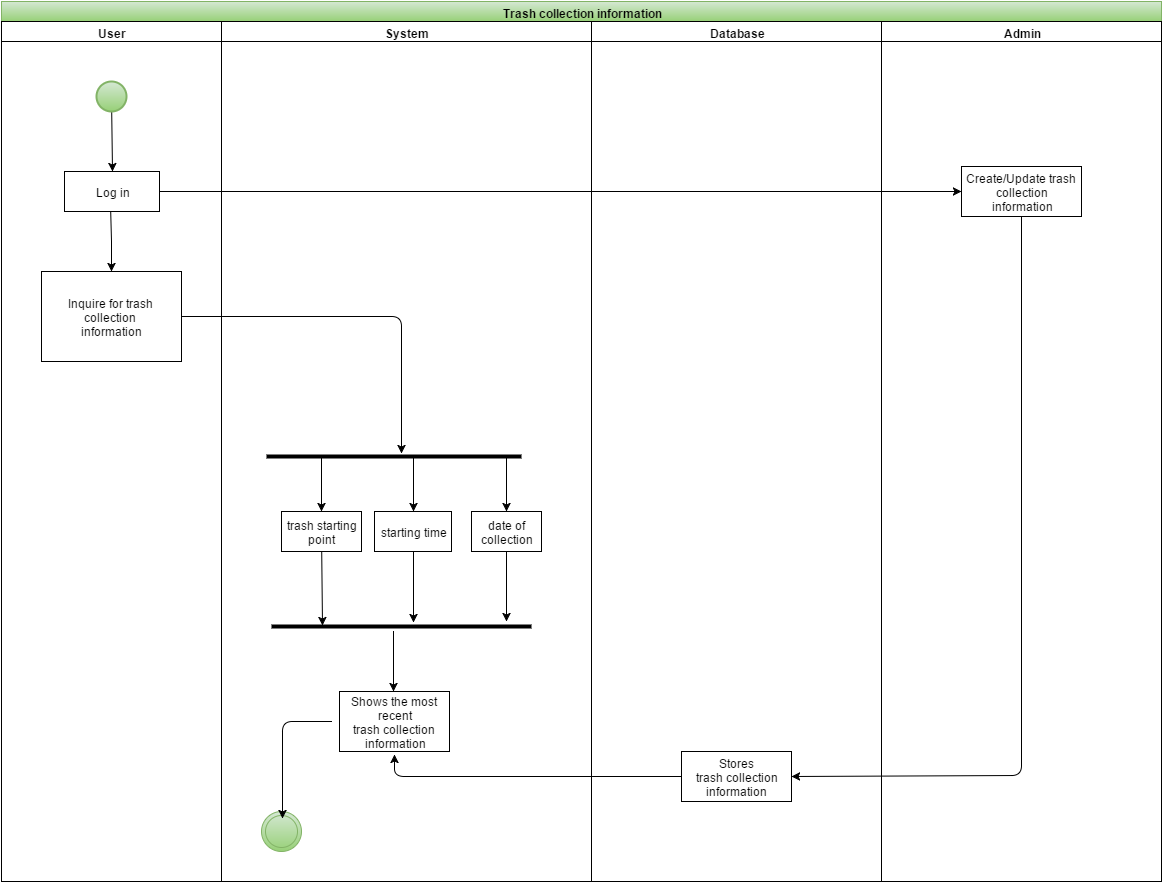 Trash collection information
User
System
Database
Admin
Log in
Create/Update trash
collection
information
Inquire for trash
collection
information
trash starting
point
starting time
date of
collection
Shows the most
recent
trash collection
information
Stores
trash collection
information